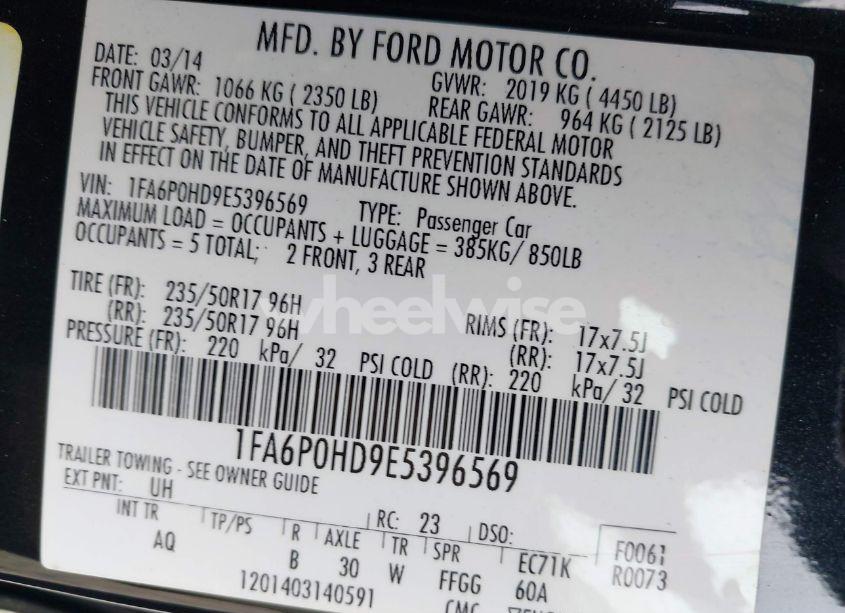 MFD. BY FORD MOTOR CO.
DATE: 03/14 GVWR: 2019 KG ( 4450 LB)
FRONT GAWR: 1066 KG ( 2350 LB) REAR GAWR: 964 KG ( 2125 LB)
THIS VEHICLE CONFORMS TO ALL APPLICABLE FEDERAL MOTOR
VEHICLE SAFETY, BUMPER, AND THEFT PREVENTION STANDARDS
IN EFFECT ON THE DATE OF MANUFACTURE SHOWN ABOVE.
VIN: 1FA6P0HD9E5396569 TYPE: Passenger Car
MAXIMUM LOAD = OCCUPANTS + LUGGAGE = 385KG/ 850LB
OCCUPANTS = 5 TOTAL; 2 FRONT, 3 REAR
wheelwise
TIRE (FR): 235/50R17 96H RIMS (FR): 17x7.5J
(RR): 235/50R17 96H (RR): 17x7.5J
PRESSURE (FR): 220 kPa/ 32 PSI COLD (RR): 220 kPa/ 32 PSI COLD
1FA6P0HD9E5396569
TRAILER TOWING - SEE OWNER GUIDE
EXT PNT: UH RC: 23 DSO: F0061
INT TR TP/PS R AXLE TR SPR EC71K R0073
AQ B 30 W FFGG 60A
1201403140591